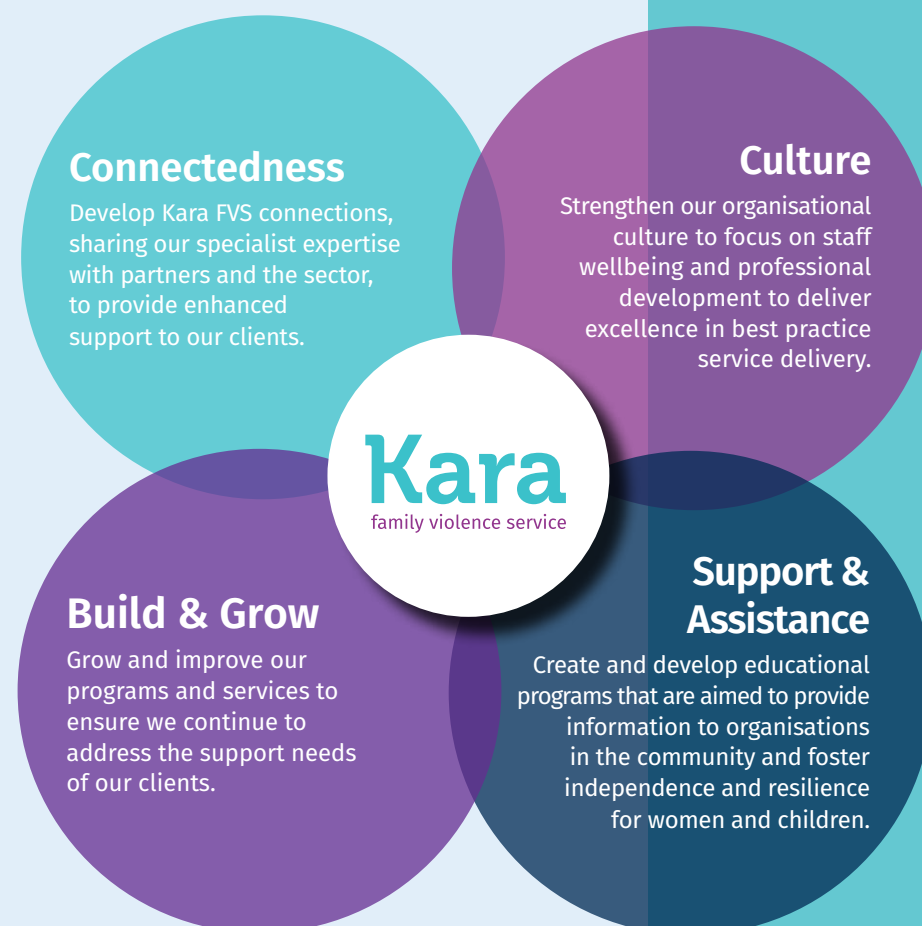 Connectedness
Develop Kara FVS connections,
sharing our specialist expertise
with partners and the sector,
to provide enhanced
support to our clients.
Culture
Strengthen our organisational
culture to focus on staff
wellbeing and professional
development to deliver
excellence in best practice
service delivery.
Kara
family violence service
Build & Grow
Grow and improve our
programs and services to
ensure we continue to
address the support needs
of our clients.
Support &
Assistance
Create and develop educational
programs that are aimed to provide
information to organisations
in the community and foster
independence and resilience
for women and children.